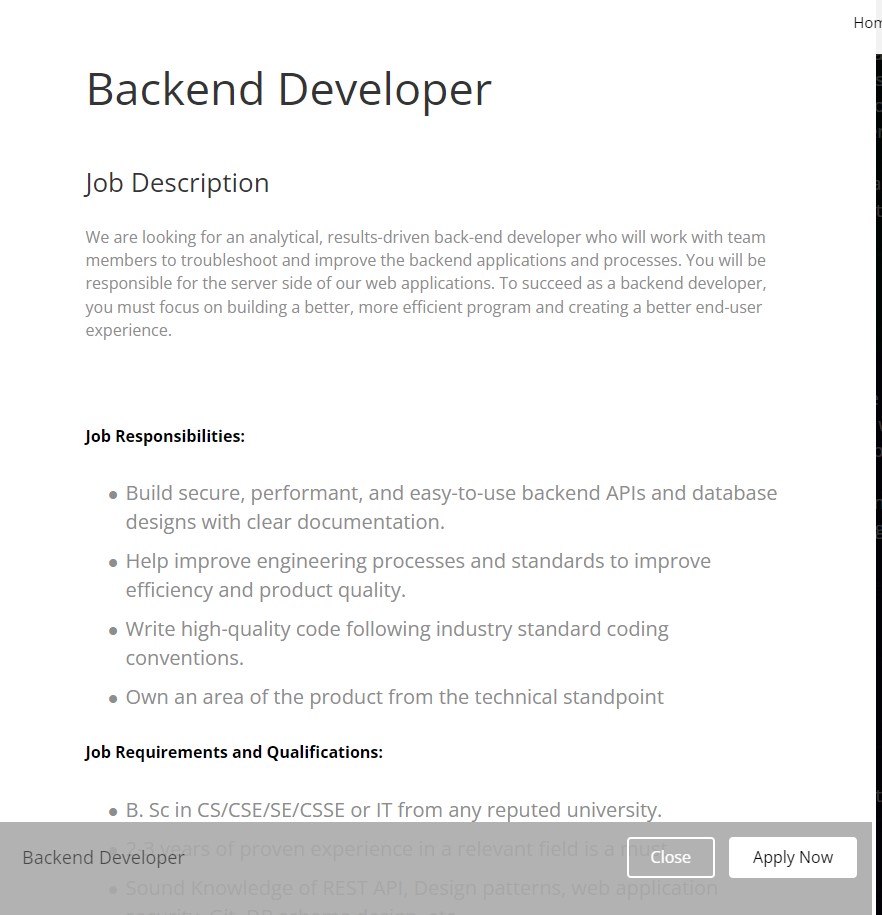 Hom
Backend Developer
Job Description
We are looking for an analytical, results-driven back-end developer who will work with team
members to troubleshoot and improve the backend applications and processes. You will be
responsible for the server side of our web applications. To succeed as a backend developer,
you must focus on building a better, more efficient program and creating a better end-user
experience.
Job Responsibilities:
● Build secure, performant, and easy-to-use backend APIs and database
designs with clear documentation.
● Help improve engineering processes and standards to improve
efficiency and product quality.
● Write high-quality code following industry standard coding
conventions.
● Own an area of the product from the technical standpoint
Job Requirements and Qualifications:
● B. Sc in CS/CSE/SE/CSSE or IT from any reputed university.
● 2-3 years of proven experience in a relevant field is a must.
Backend Developer
Close
Apply Now
● Sound Knowledge of REST API, Design patterns, web application